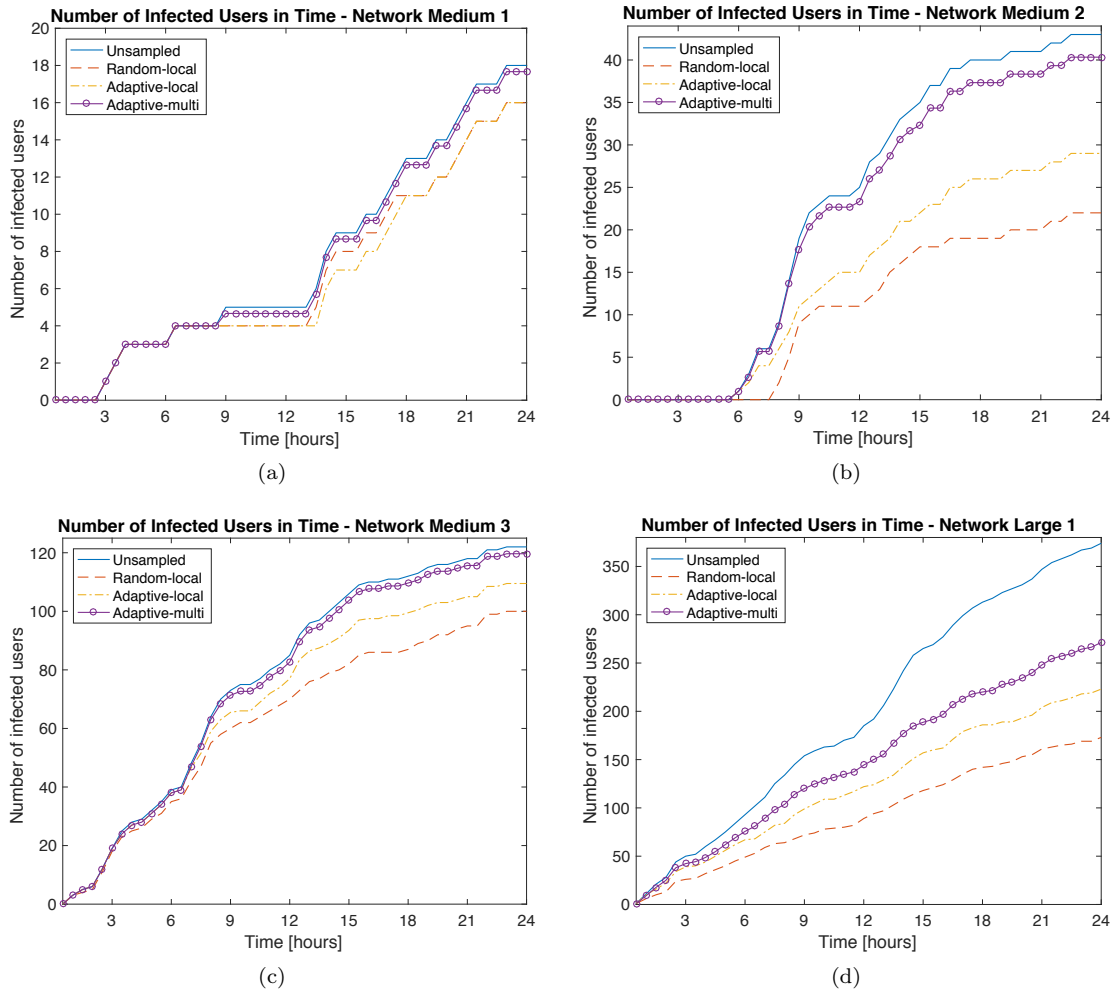 Number of Infected Users in Time - Network Medium 1
Unsampled
Random-local
Adaptive-local
Adaptive-multi
Number of infected users
20
18
16
14
12
10
8
6
4
2
0
3 6 9 12 15 18 21 24
Time [hours]
(a)
Number of Infected Users in Time - Network Medium 2
Unsampled
Random-local
Adaptive-local
Adaptive-multi
Number of infected users
40
35
30
25
20
15
10
5
0
3 6 9 12 15 18 21 24
Time [hours]
(b)
Number of Infected Users in Time - Network Medium 3
Unsampled
Random-local
Adaptive-local
Adaptive-multi
Number of infected users
120
100
80
60
40
20
0
3 6 9 12 15 18 21 24
Time [hours]
(c)
Number of Infected Users in Time - Network Large 1
Unsampled
Random-local
Adaptive-local
Adaptive-multi
Number of infected users
350
300
250
200
150
100
50
0
3 6 9 12 15 18 21 24
Time [hours]
(d)